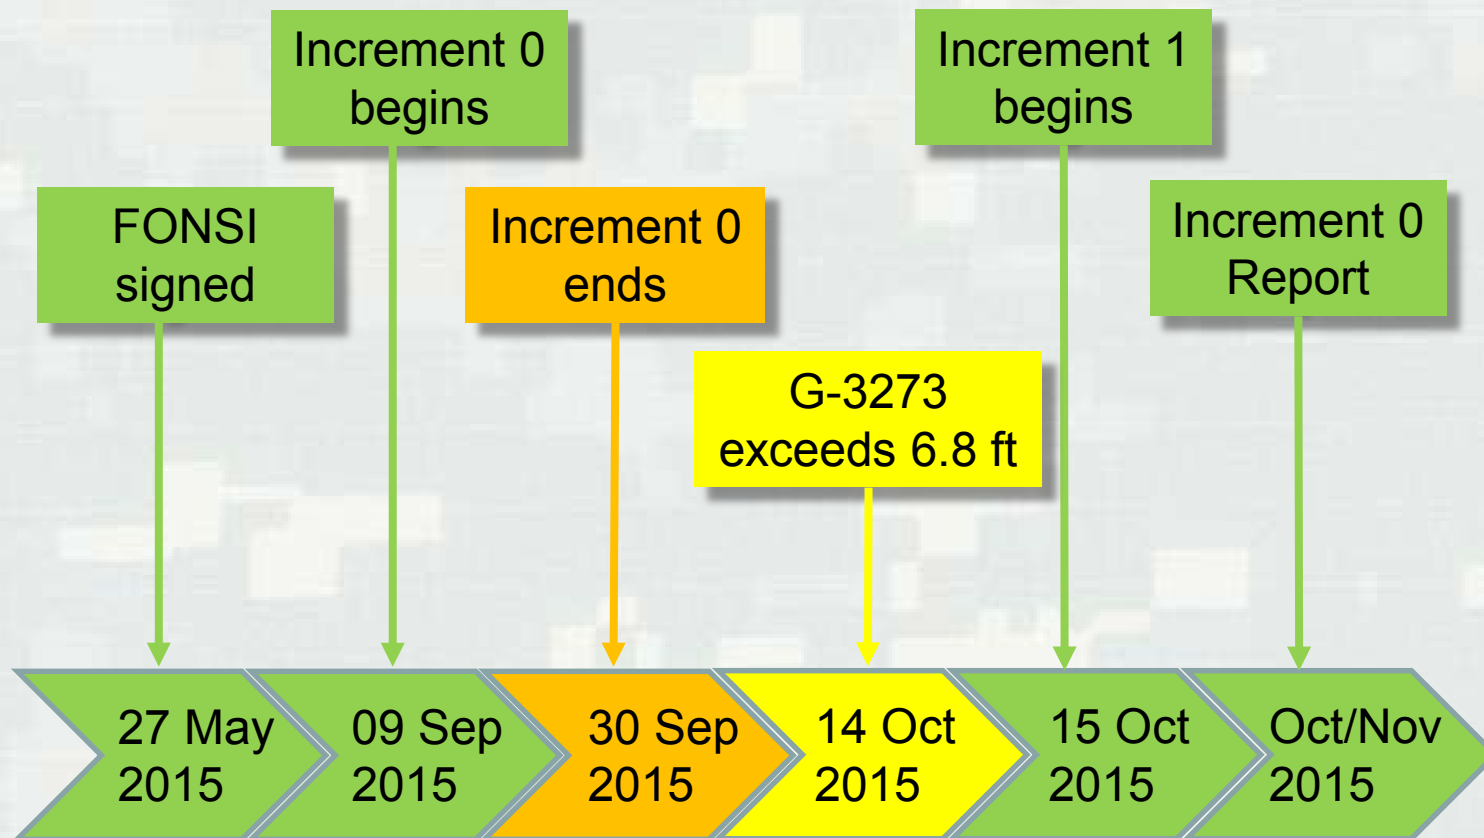 Increment 0
begins
Increment 1
begins
FONSI
signed
Increment 0
ends
Increment 0
Report
G-3273
exceeds 6.8 ft
27 May
2015
09 Sep
2015
30 Sep
2015
14 Oct
2015
15 Oct
2015
Oct/Nov
2015